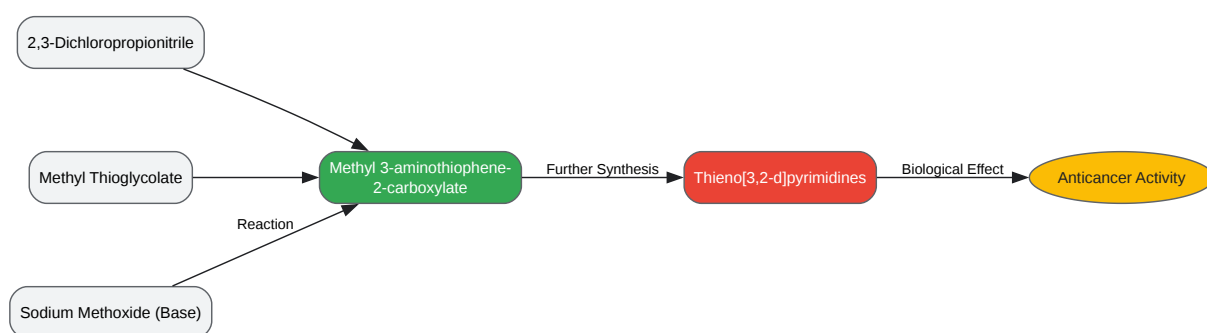 2,3-Dichloropropionitrile
Methyl Thioglycolate
Reaction
Sodium Methoxide (Base)
Methyl 3-aminothiophene-
2-carboxylate
Further Synthesis
Thieno[3,2-d]pyrimidines
Biological Effect
Anticancer Activity